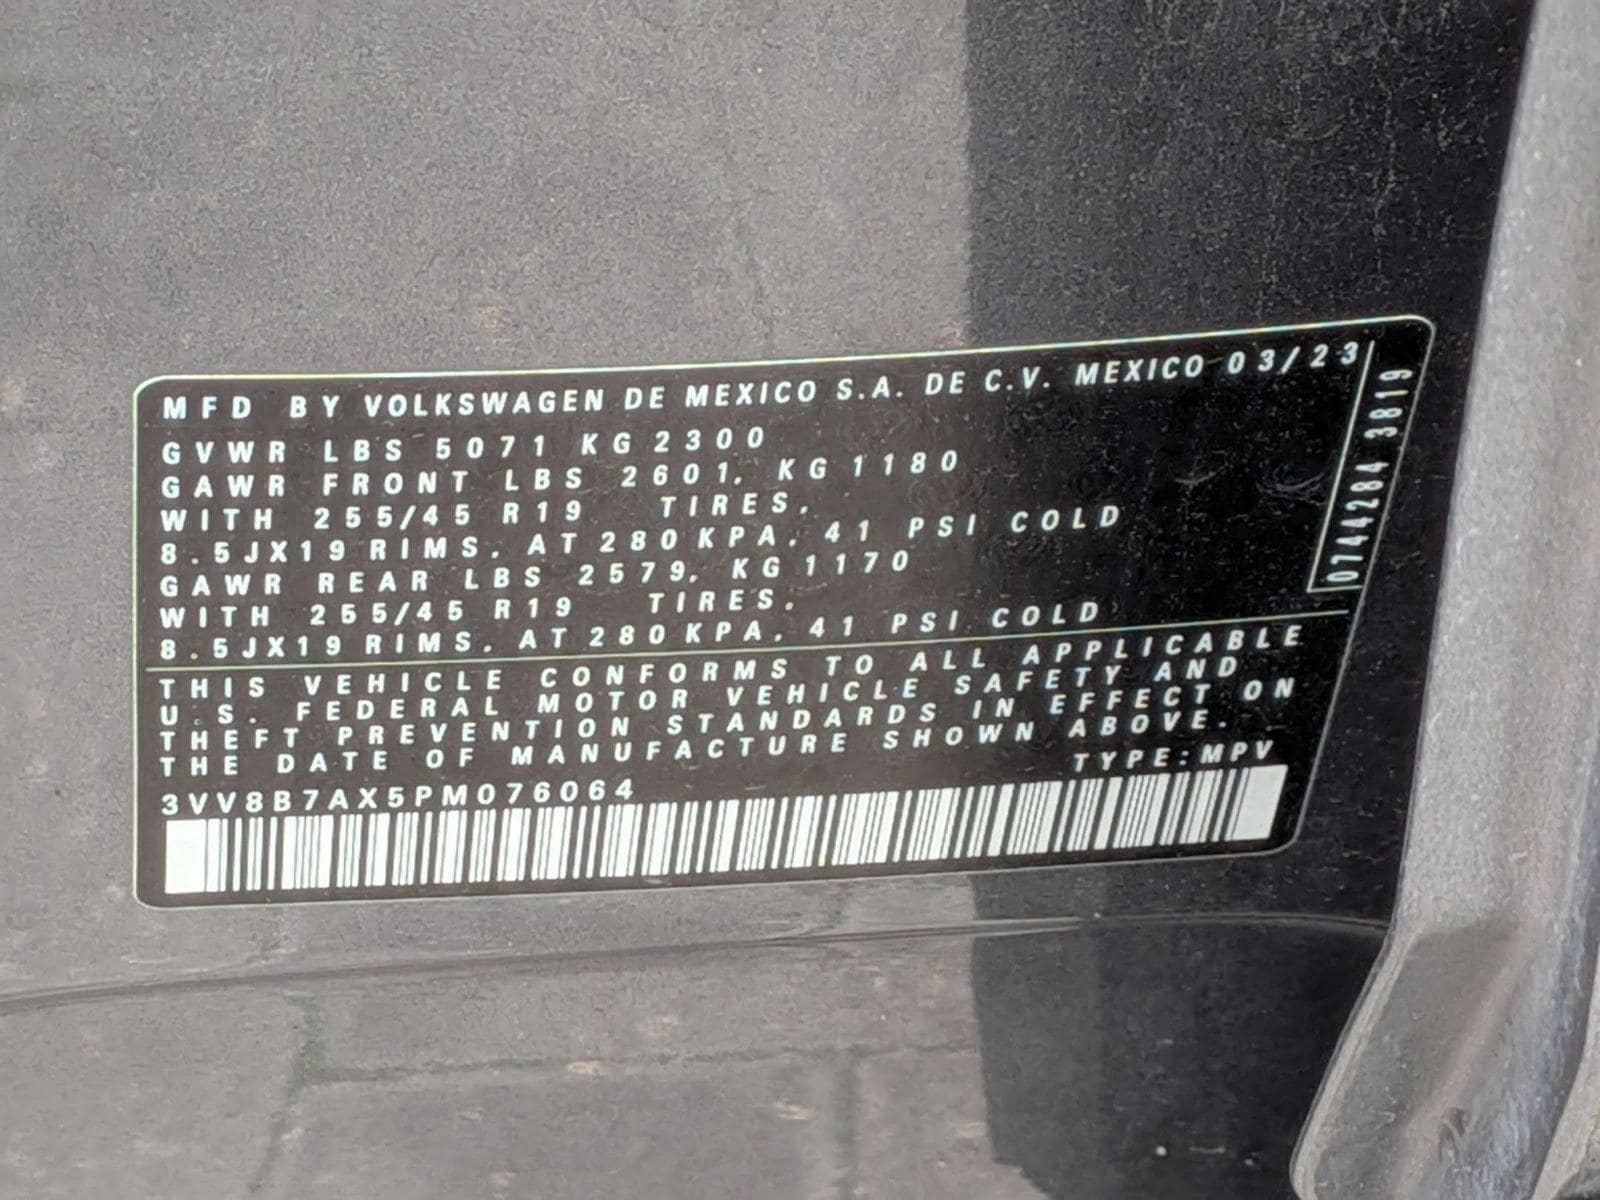 MFD BY VOLKSWAGEN DE MEXICO S.A. DE C.V. MEXICO 03/23
GVWR LBS 5071 KG 2300
GAWR FRONT LBS 2601, KG 1180
WITH 255/45 R19 TIRES,
8.5JX19 RIMS, AT 280 KPA, 41 PSI COLD
GAWR REAR LBS 2579, KG 1170
WITH 255/45 R19 TIRES,
8.5JX19 RIMS, AT 280 KPA, 41 PSI COLD
THIS VEHICLE CONFORMS TO ALL APPLICABLE
U.S. FEDERAL MOTOR VEHICLE SAFETY AND
THEFT PREVENTION STANDARDS IN EFFECT ON
THE DATE OF MANUFACTURE SHOWN ABOVE.
3VV8B7AX5PM076064 TYPE:MPV
0744284 3819